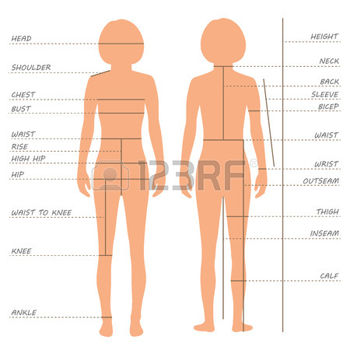 HEAD
SHOULDER
CHEST
BUST
WAIST
RISE
HIGH HIP
HIP
WAIST TO KNEE
KNEE
ANKLE
HEIGHT
NECK
BACK
SLEEVE
BICEP
WAIST
WRIST
OUTSEAM
THIGH
INSEAM
CALF
123RF